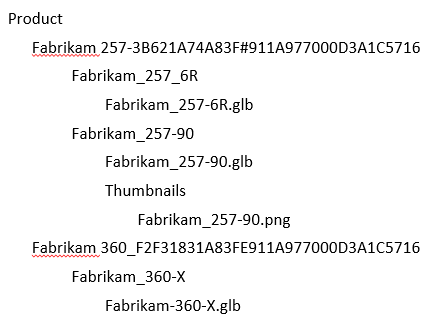 Product
Fabrikam 257-3B621A74A83F#911A977000D3A1C5716
Fabrikam_257_6R
Fabrikam_257-6R.glb
Fabrikam_257-90
Fabrikam_257-90.glb
Thumbnails
Fabrikam_257-90.png
Fabrikam 360_F2F31831A83FE911A977000D3A1C5716
Fabrikam_360-X
Fabrikam-360-X.glb